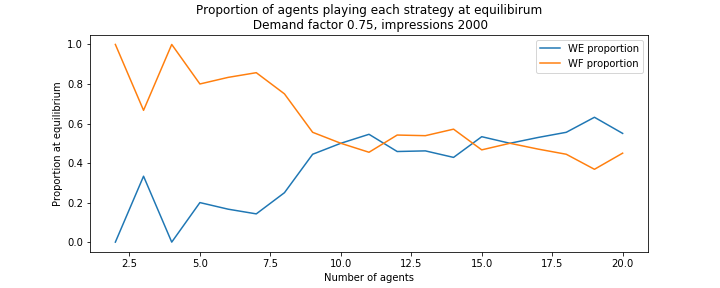 Proportion of agents playing each strategy at equilibirum
Demand factor 0.75, impressions 2000
WE proportion
WF proportion
Proportion at equilibrium
1.0
0.8
0.6
0.4
0.2
0.0
2.5 5.0 7.5 10.0 12.5 15.0 17.5 20.0
Number of agents